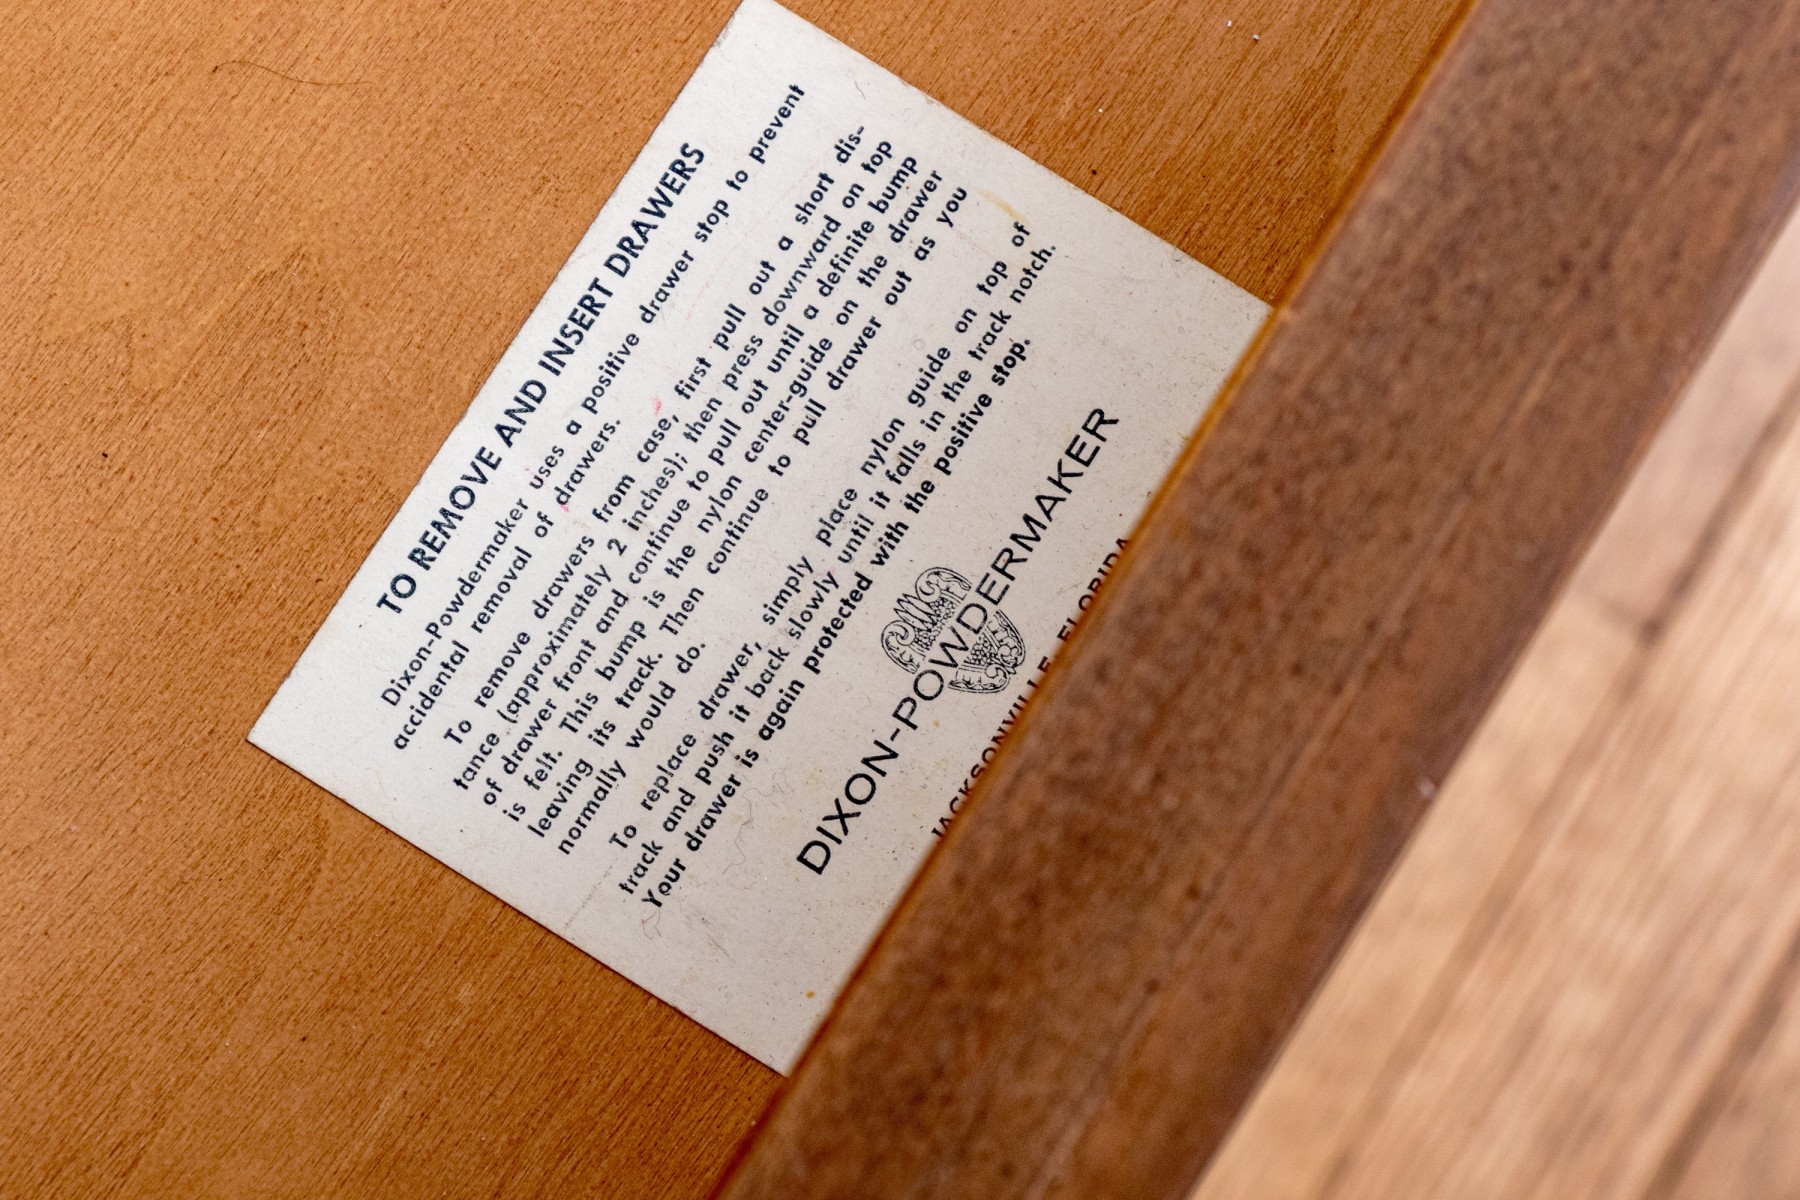 TO REMOVE AND INSERT DRAWERS
Dixon-Powdermaker uses a positive drawer stop to prevent
accidental removal of drawers.
To remove drawers from case, first pull out a short dis-
tance (approximately 2 inches); then press downward on top
of drawer front and continue to pull out until a definite bump
is felt. This bump is the nylon center-guide on the drawer
leaving its track. Then continue to pull drawer out as you
normally would do.
To replace drawer, simply place nylon guide on top of
track and push it back slowly until it falls in the track notch.
Your drawer is again protected with the positive stop.
DIXON-POWDERMAKER
JACKSONVILLE, FLORIDA